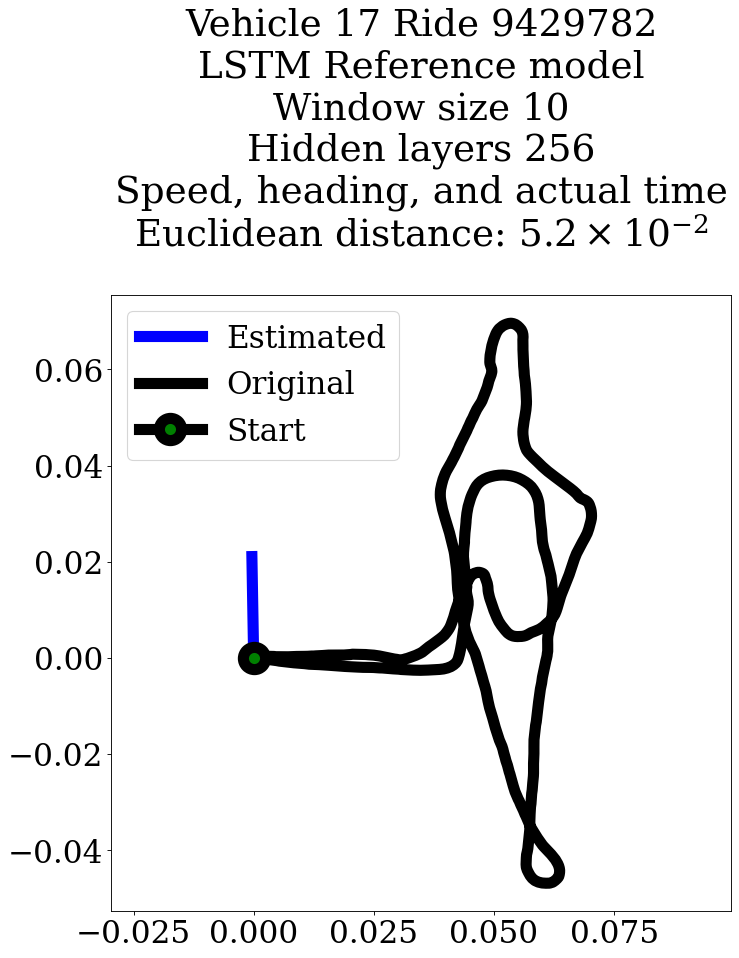 Vehicle 17 Ride 9429782
LSTM Reference model
Window size 10
Hidden layers 256
Speed, heading, and actual time
Euclidean distance: 5.2 × 10⁻²
Estimated
Original
Start
0.06
0.04
0.02
0.00
−0.02
−0.04
−0.025 0.000 0.025 0.050 0.075